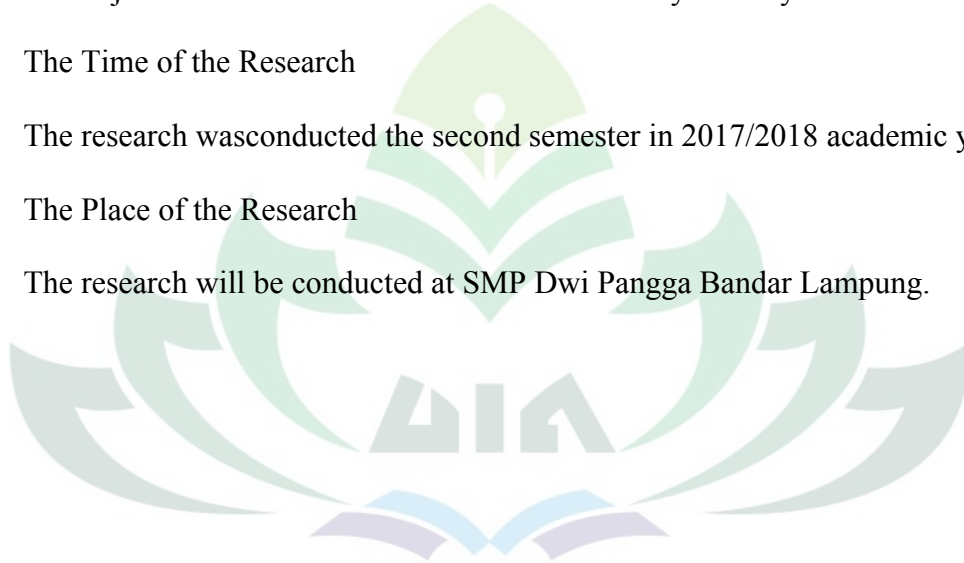 The Time of the Research
The research wasconducted the second semester in 2017/2018 academic
The Place of the Research
The research will be conducted at SMP Dwi Pangga Bandar Lampung.
UIN